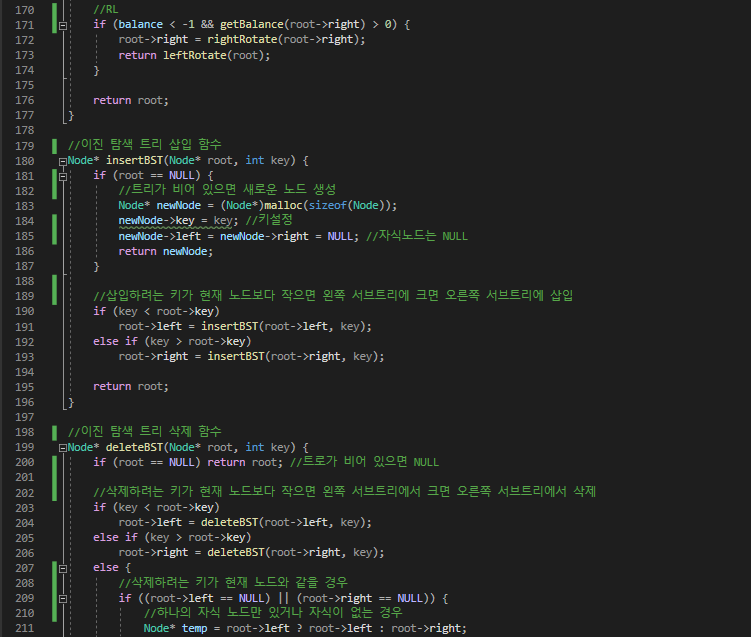 170 //RL
171 if (balance < -1 && getBalance(root->right) > 0) {
172 root->right = rightRotate(root->right);
173 return leftRotate(root);
174 }
175
176 return root;
177 }
178
179 //이진 탐색 트리 삽입 함수
180 Node* insertBST(Node* root, int key) {
181 if (root == NULL) {
182 //트리가 비어 있으면 새로운 노드 생성
183 Node* newNode = (Node*)malloc(sizeof(Node));
184 newNode->key = key; //키설정
185 newNode->left = newNode->right = NULL; //자식노드는 NULL
186 return newNode;
187 }
188
189 //삽입하려는 키가 현재 노드보다 작으면 왼쪽 서브트리에 크면 오른쪽 서브트리에 삽입
190 if (key < root->key)
191 root->left = insertBST(root->left, key);
192 else if (key > root->key)
193 root->right = insertBST(root->right, key);
194
195 return root;
196 }
197
198 //이진 탐색 트리 삭제 함수
199 Node* deleteBST(Node* root, int key) {
200 if (root == NULL) return root; //트로가 비어 있으면 NULL
201
202 //삭제하려는 키가 현재 노드보다 작으면 왼쪽 서브트리에서 크면 오른쪽 서브트리에서 삭제
203 if (key < root->key)
204 root->left = deleteBST(root->left, key);
205 else if (key > root->key)
206 root->right = deleteBST(root->right, key);
207 else {
208 //삭제하려는 키가 현재 노드와 같을 경우
209 if ((root->left == NULL) || (root->right == NULL)) {
210 //하나의 자식 노드만 있거나 자식이 없는 경우
211 Node* temp = root->left ? root->left : root->right;